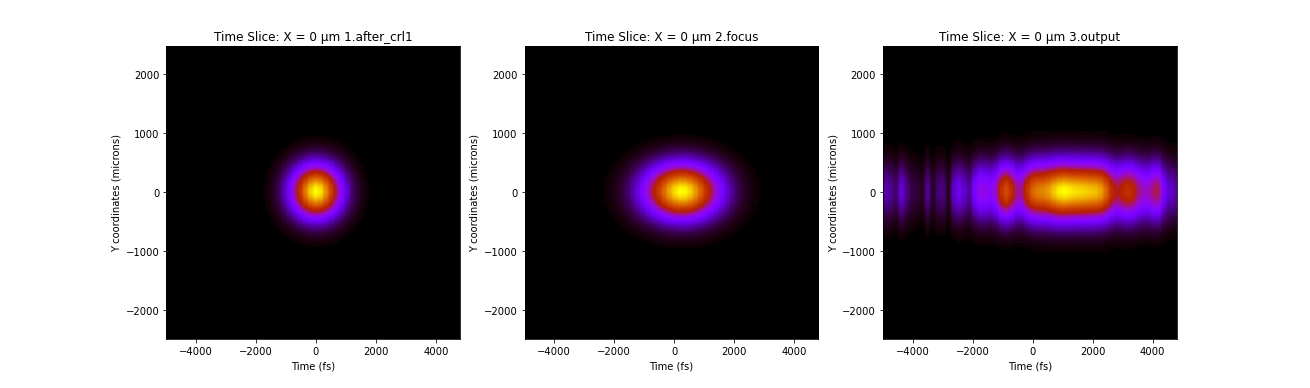 Time Slice: X = 0 μm 1.after_crl1
2000
1000
0
−1000
−2000
Y coordinates (microns)
−4000 −2000 0 2000 4000
Time (fs)
Time Slice: X = 0 μm 2.focus
2000
1000
0
−1000
−2000
Y coordinates (microns)
−4000 −2000 0 2000 4000
Time (fs)
Time Slice: X = 0 μm 3.output
2000
1000
0
−1000
−2000
Y coordinates (microns)
−4000 −2000 0 2000 4000
Time (fs)